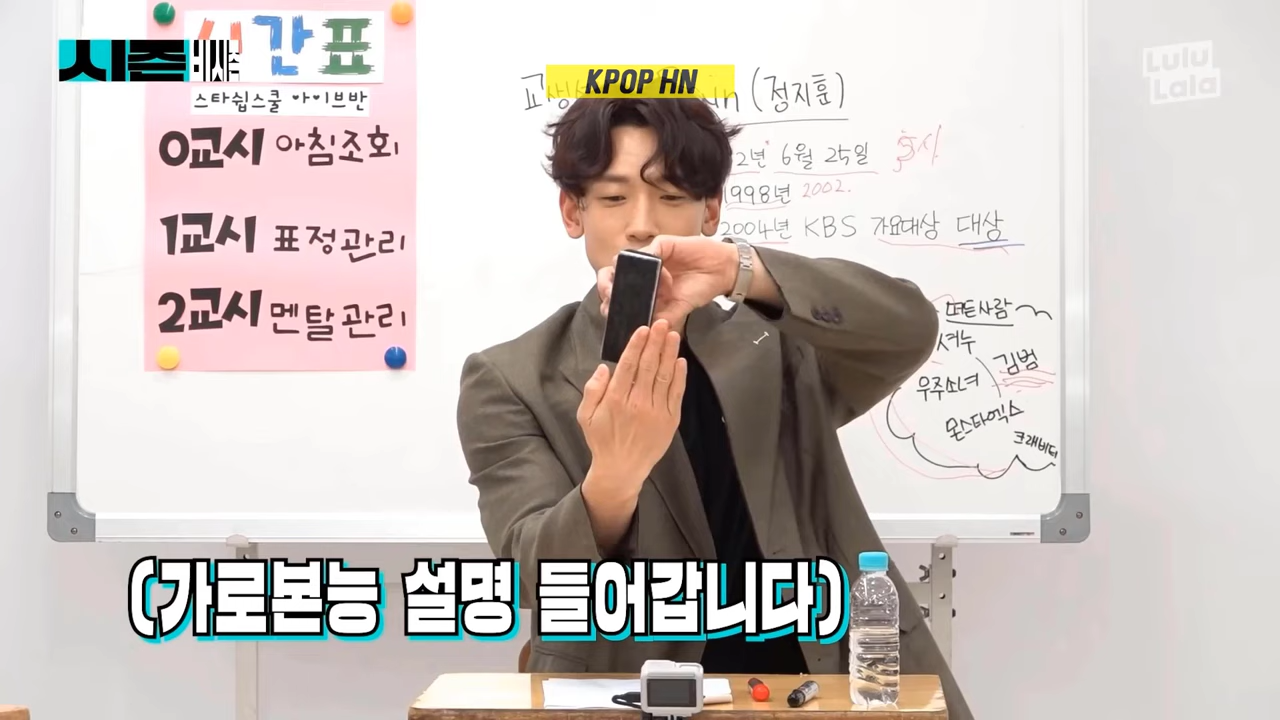 시즌비시즌
Lulu
Lala
KPOP HN
시간표
스타쉽스쿨 아이브반
0교시 아침조회
1교시 표정관리
2교시 멘탈관리
(정지훈)
2년 6월 25일
1998년 2002.
2004년 KBS 가요대상 대상
떠든사람
서누
우주소녀 김범
몬스타엑스
크래비티
(가로본능 설명 들어갑니다)